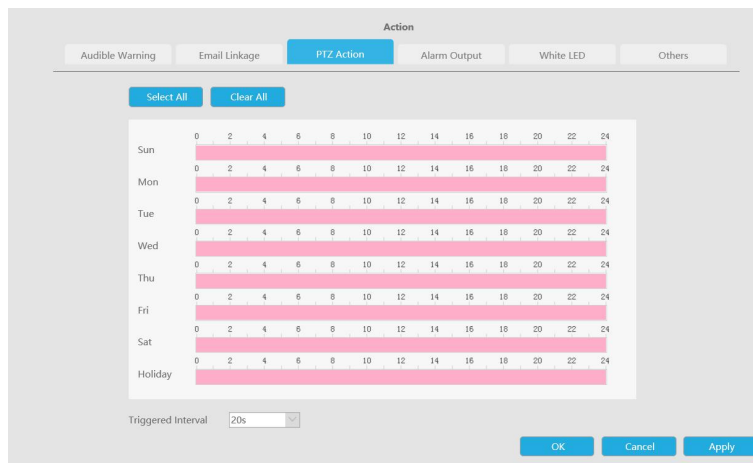 Action
Audible Warning Email Linkage PTZ Action Alarm Output White LED Others
Select All Clear All
0 2 4 6 8 10 12 14 16 18 20 22 24
Sun
0 2 4 6 8 10 12 14 16 18 20 22 24
Mon
0 2 4 6 8 10 12 14 16 18 20 22 24
Tue
0 2 4 6 8 10 12 14 16 18 20 22 24
Wed
0 2 4 6 8 10 12 14 16 18 20 22 24
Thu
0 2 4 6 8 10 12 14 16 18 20 22 24
Fri
0 2 4 6 8 10 12 14 16 18 20 22 24
Sat
0 2 4 6 8 10 12 14 16 18 20 22 24
Holiday
Triggered Interval 20s
OK Cancel Apply